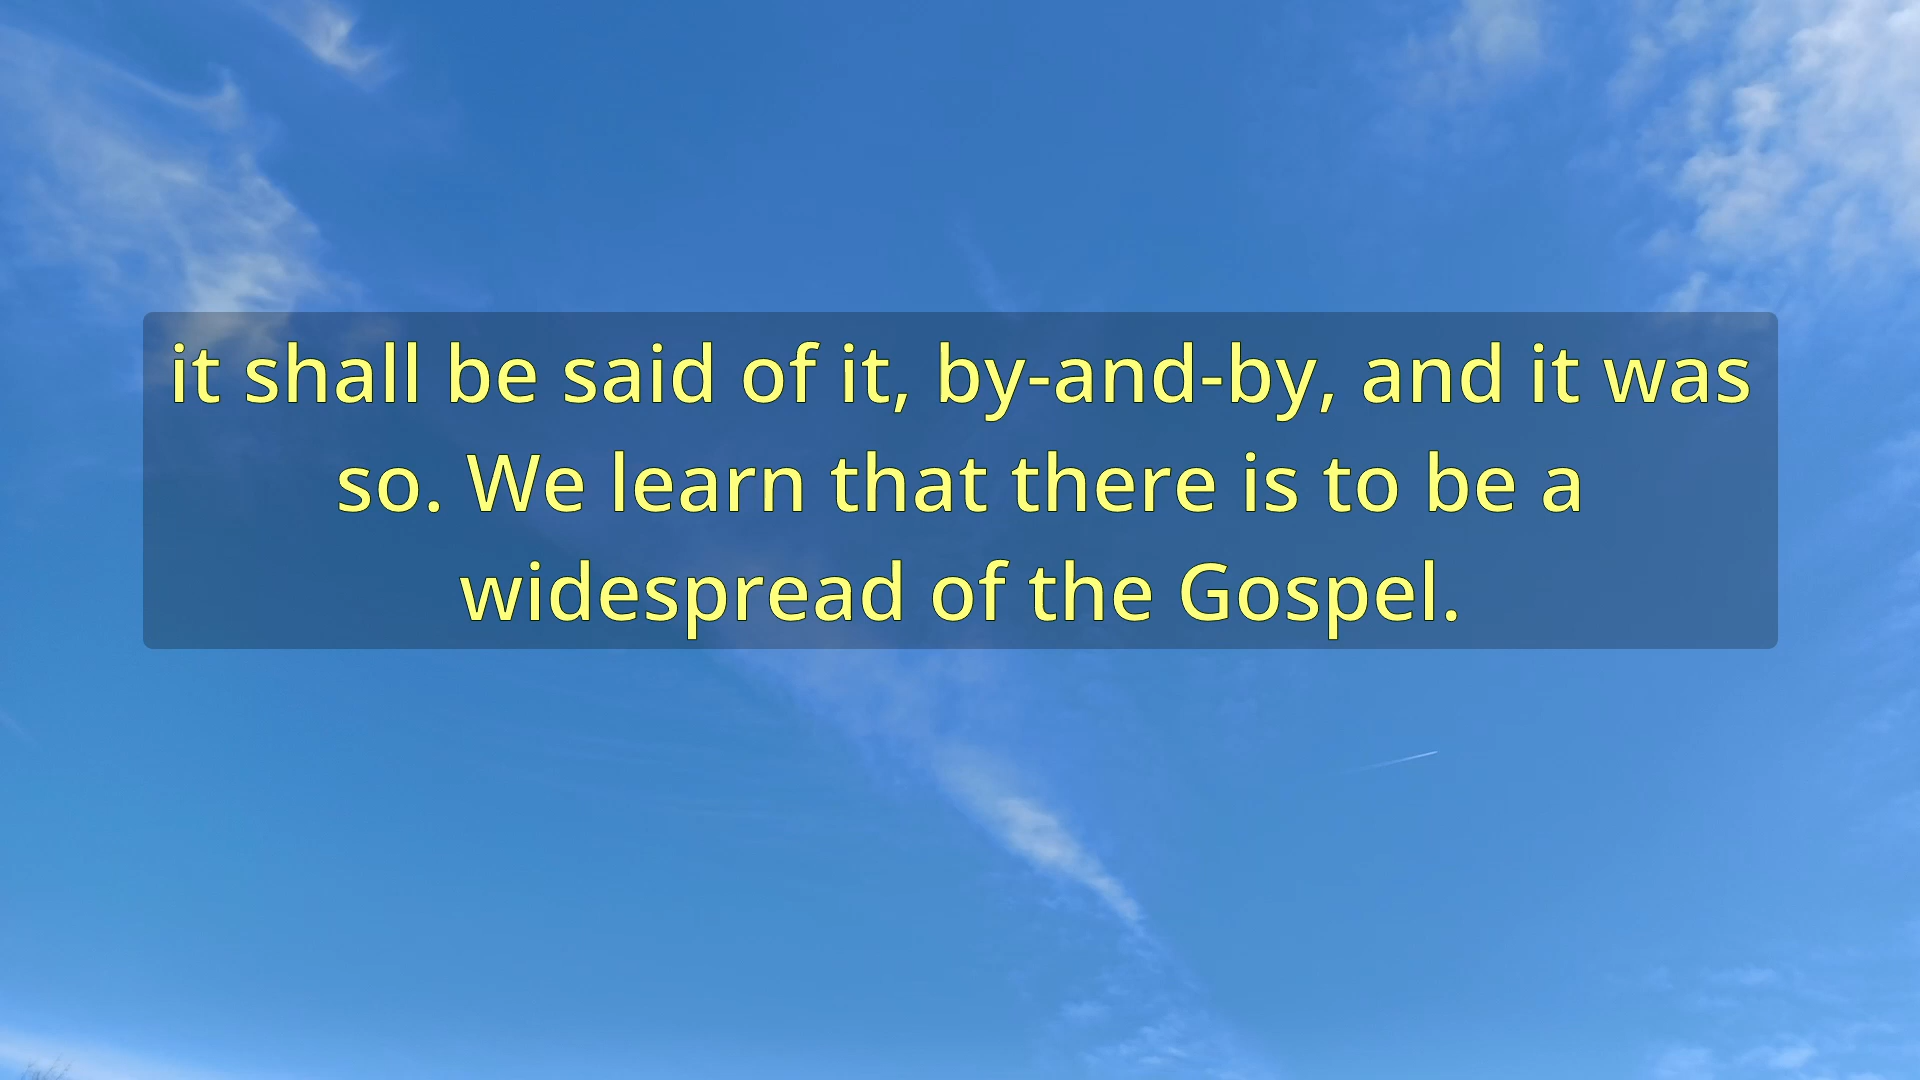 it shall be said of it, by-and-by, and it was
so. We learn that there is to be a
widespread of the Gospel.